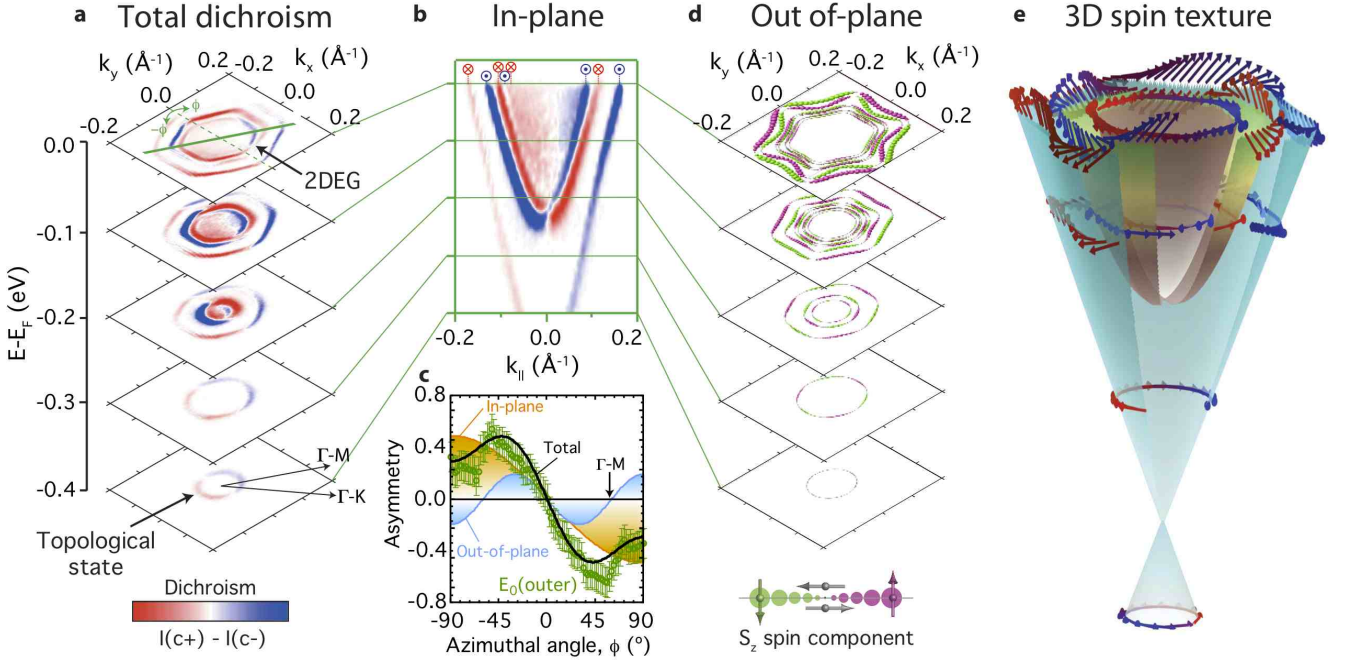 a Total dichroism
k_y (Å⁻¹)
k_x (Å⁻¹)
0.2
-0.2
0.0
0.0
-0.2
0.2
ϕ
-ϕ
2DEG
0.0
-0.1
-0.2
-0.3
-0.4
E-E_F (eV)
Γ-M
Γ-K
Topological
state
Dichroism
I(c+) - I(c-)
b In-plane
-0.2
0.0
0.2
k_|| (Å⁻¹)
c
0.8
0.4
0.0
-0.4
-0.8
Asymmetry
In-plane
Total
Γ-M
Out-of-plane
E₀(outer)
-90
-45
0
45
90
Azimuthal angle, ϕ (°)
d Out of-plane
k_y (Å⁻¹)
k_x (Å⁻¹)
0.2
-0.2
0.0
0.0
-0.2
0.2
S_z spin component
e 3D spin texture